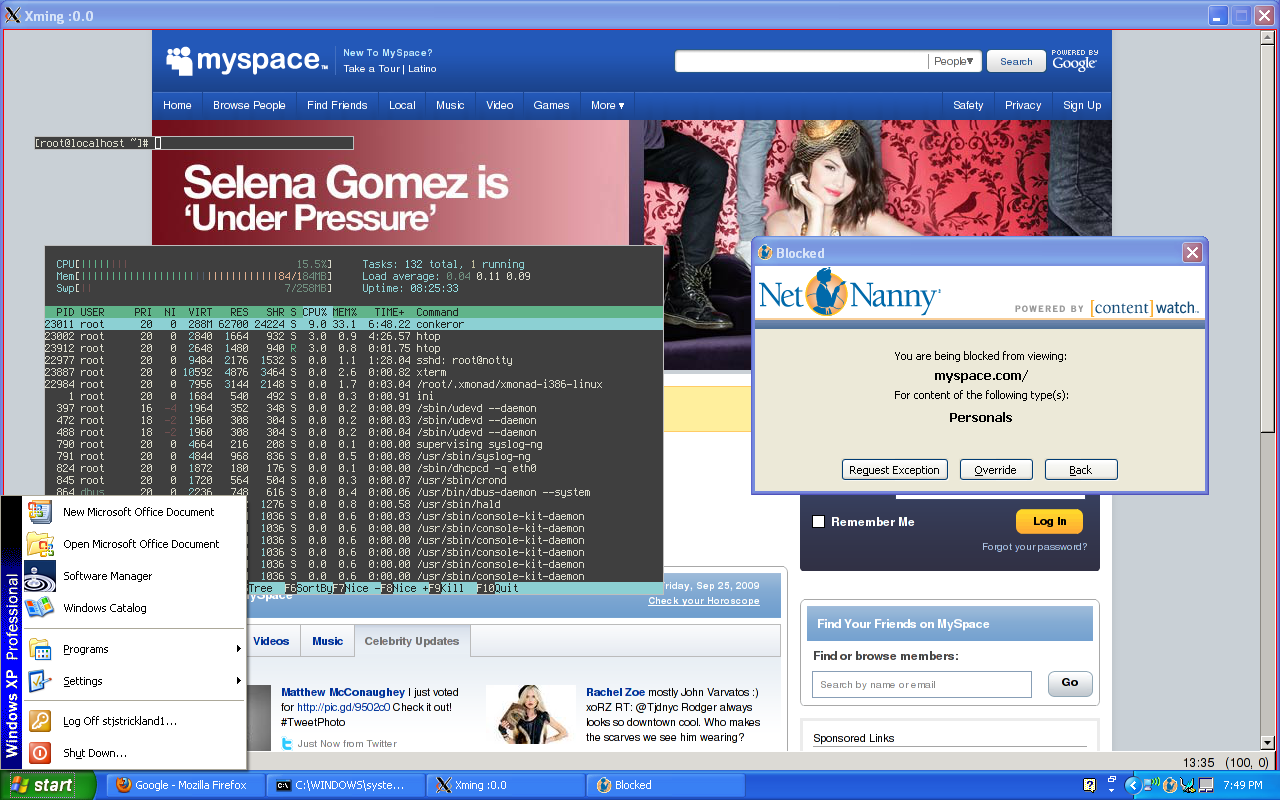 Xming :0.0
myspace™
New To MySpace?
Take a Tour | Latino
People▾
Search
POWERED BY
Google
Home
Browse People
Find Friends
Local
Music
Video
Games
More ▾
Safety
Privacy
Sign Up
[root@localhost ~]#
Selena Gomez is
‘Under Pressure’
CPU[ 15.5%] Tasks: 132 total, 1 running
Mem[ 84/184MB] Load average: 0.04 0.11 0.09
Swp[ 7/258MB] Uptime: 08:25:33
PID USER PRI NI VIRT RES SHR S CPU% MEM% TIME+ Command
23011 root 20 0 288M 62700 24224 S 9.0 33.1 6:48.22 conkeror
23002 root 20 0 2840 1664 932 S 3.0 0.9 4:26.57 htop
23912 root 20 0 2648 1480 940 R 3.0 0.8 0:01.75 htop
22977 root 20 0 9484 2176 1532 S 0.0 1.1 1:28.04 sshd: root@notty
23887 root 20 0 10592 4876 3464 S 0.0 2.6 0:00.82 xterm
22984 root 20 0 7956 3144 2148 S 0.0 1.7 0:03.04 /root/.xmonad/xmonad-i386-linux
1 root 20 0 1684 540 492 S 0.0 0.3 0:00.91 ini
397 root 16 -4 1964 352 348 S 0.0 0.2 0:00.09 /sbin/udevd --daemon
472 root 18 -2 1960 308 304 S 0.0 0.2 0:00.03 /sbin/udevd --daemon
488 root 18 -2 1960 308 304 S 0.0 0.2 0:00.04 /sbin/udevd --daemon
790 root 20 0 4664 216 208 S 0.0 0.1 0:00.00 supervising syslog-ng
791 root 20 0 4844 968 836 S 0.0 0.5 0:00.08 /usr/sbin/syslog-ng
824 root 20 0 1872 180 176 S 0.0 0.1 0:00.00 /sbin/dhcpcd -q eth0
845 root 20 0 1720 564 504 S 0.0 0.3 0:00.07 /usr/sbin/crond
864 dbus 20 0 2236 748 616 S 0.0 0.4 0:00.06 /usr/bin/dbus-daemon --system
1276 S 0.0 0.8 0:00.58 /usr/sbin/hald
1036 S 0.0 0.6 0:00.03 /usr/sbin/console-kit-daemon
1036 S 0.0 0.6 0:00.00 /usr/sbin/console-kit-daemon
1036 S 0.0 0.6 0:00.00 /usr/sbin/console-kit-daemon
1036 S 0.0 0.6 0:00.00 /usr/sbin/console-kit-daemon
1036 S 0.0 0.6 0:00.00 /usr/sbin/console-kit-daemon
1036 S 0.0 0.6 0:00.00 /usr/sbin/console-kit-daemon
Tree F6SortByF7Nice -F8Nice +F9Kill F10Quit
Blocked
Net Nanny
POWERED BY [content]watch™
You are being blocked from viewing:
myspace.com/
For content of the following type(s):
Personals
Request Exception
Override
Back
Remember Me
Log In
Forgot your password?
MySpace
Friday, Sep 25, 2009
Check your Horoscope
Videos
Music
Celebrity Updates
Matthew McConaughey I just voted
for http://pic.gd/9502c0 Check it out!
#TweetPhoto
Just Now from Twitter
Rachel Zoe mostly John Varvatos :)
xoRZ RT: @Tjdnyc Rodger always
looks so downtown cool. Who makes
the scarves we see him wearing?
Find Your Friends on MySpace
Find or browse members:
Search by name or email
Go
Sponsored Links
Windows XP Professional
New Microsoft Office Document
Open Microsoft Office Document
Software Manager
Windows Catalog
Programs
Settings
Log Off stjstrickland1...
Shut Down...
13:35 (100, 0)
start
Google - Mozilla Firefox
C:\WINDOWS\syste...
Xming :0.0
Blocked
7:49 PM